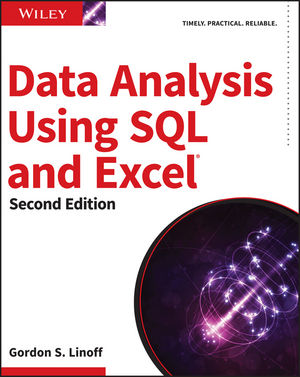 WILEY
TIMELY. PRACTICAL. RELIABLE.
Data Analysis
Using SQL
and Excel®
Second Edition
Gordon S. Linoff